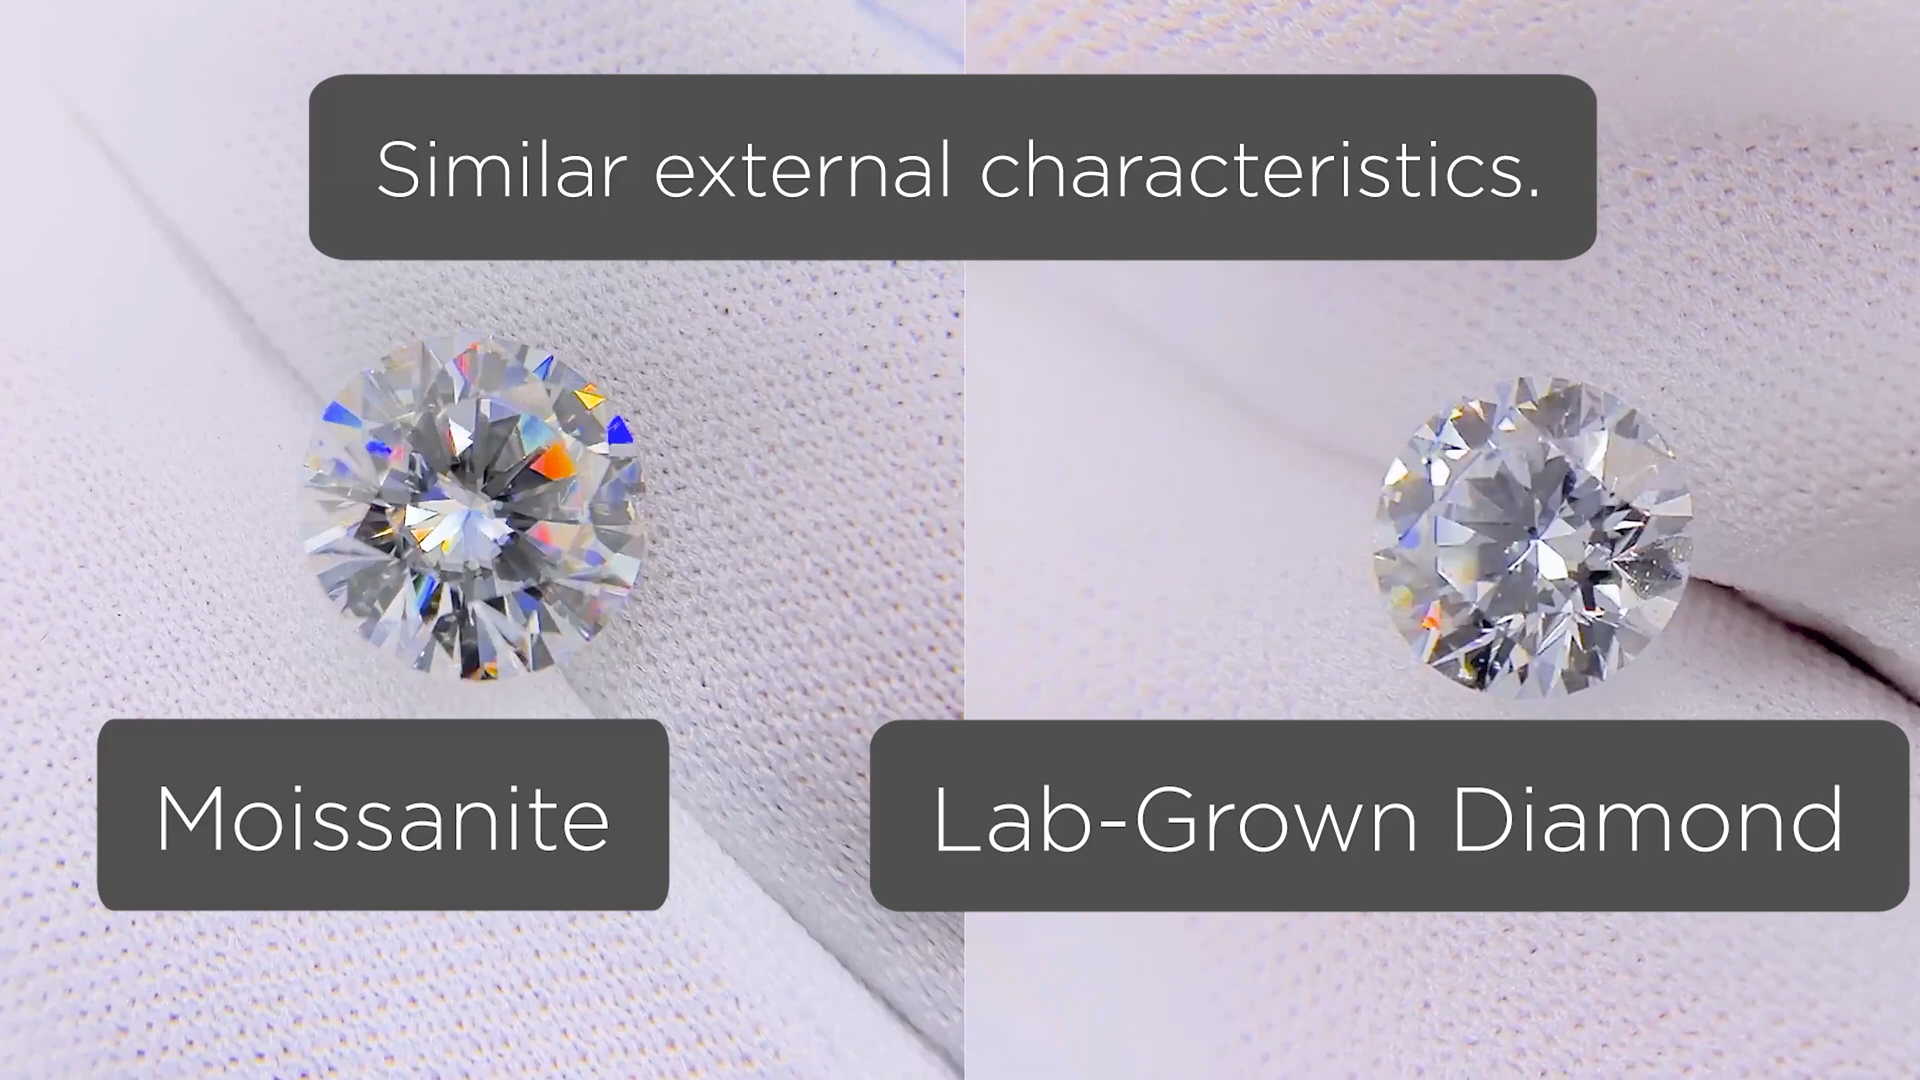 Similar external characteristics.
Moissanite
Lab-Grown Diamond